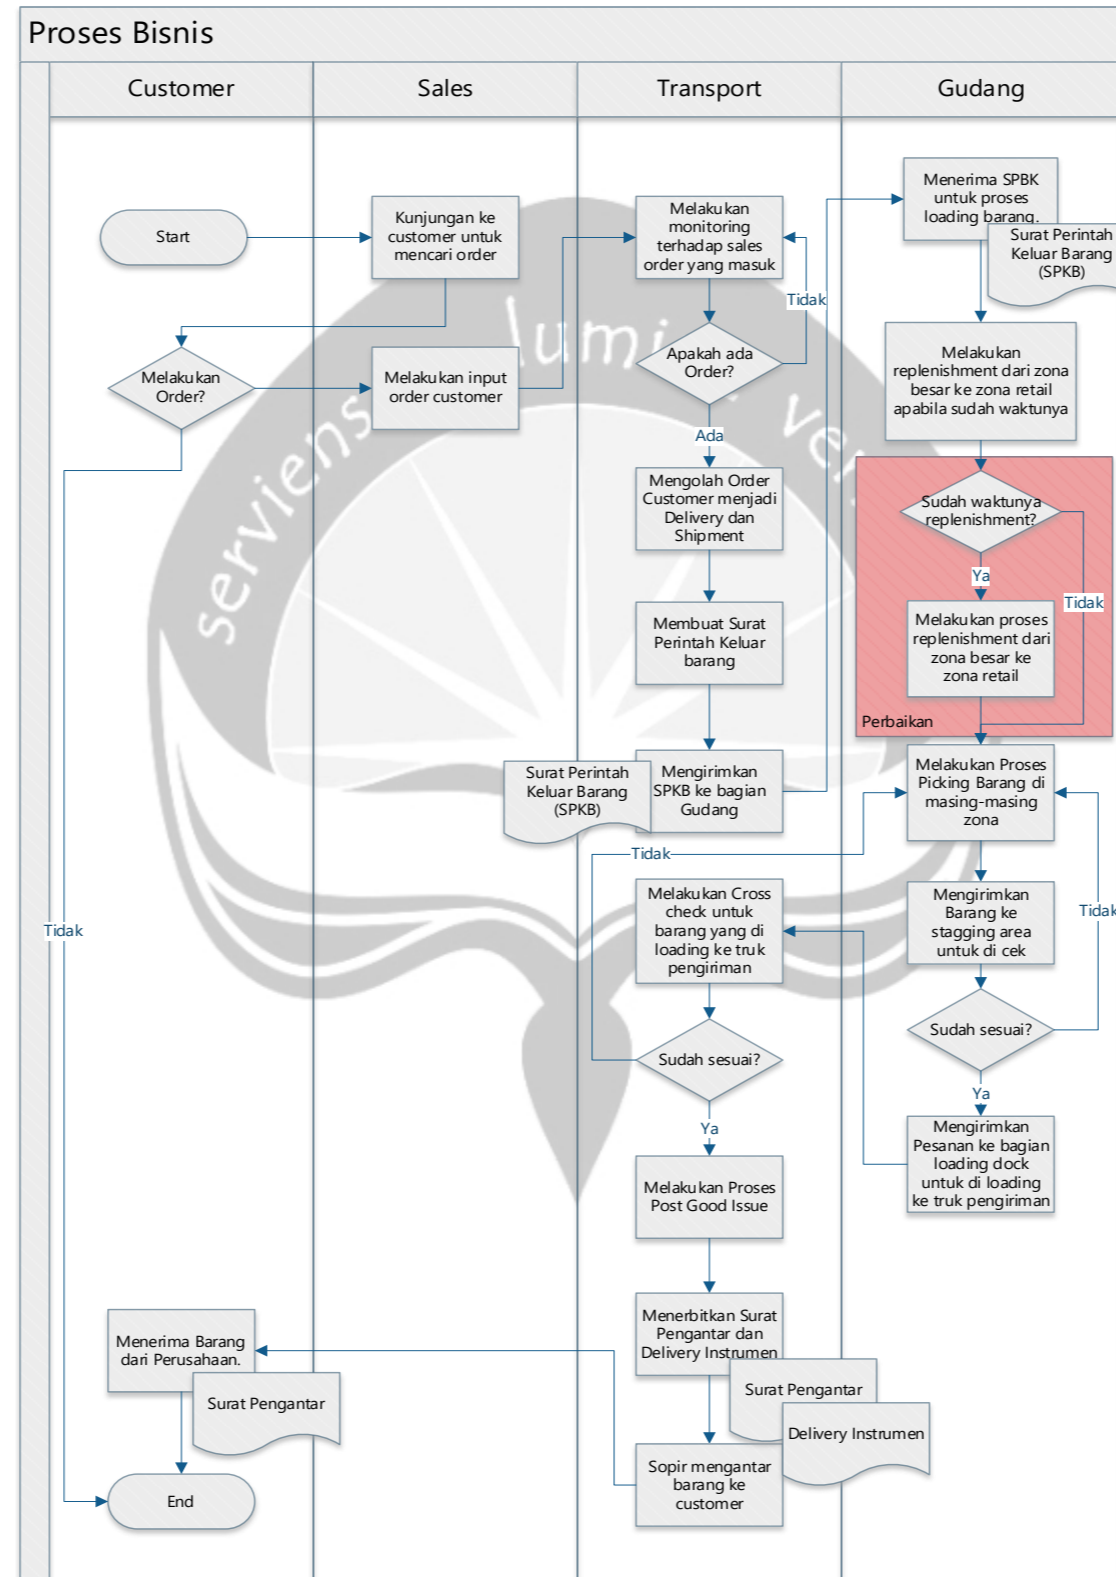 Proses Bisnis
Customer
Sales
Transport
Gudang
Start
Kunjungan ke
customer untuk
mencari order
Melakukan
Order?
Melakukan input
order customer
Melakukan
monitoring
terhadap sales
order yang masuk
Tidak
Apakah ada
Order?
Ada
Mengolah Order
Customer menjadi
Delivery dan
Shipment
Membuat Surat
Perintah Keluar
barang
Mengirimkan
SPKB ke bagian
Gudang
Surat Perintah
Keluar Barang
(SPKB)
Menerima SPBK
untuk proses
loading barang.
Surat Perintah
Keluar Barang
(SPKB)
Melakukan
replenishment dari zona
besar ke zona retail
apabila sudah waktunya
Sudah waktunya
replenishment?
Ya
Tidak
Melakukan proses
replenishment dari
zona besar ke
zona retail
Perbaikan
Melakukan Proses
Picking Barang di
masing-masing
zona
Mengirimkan
Barang ke
stagging area
untuk di cek
Tidak
Sudah sesuai?
Ya
Mengirimkan
Pesanan ke bagian
loading dock
untuk di loading
ke truk pengiriman
Tidak
Melakukan Cross
check untuk
barang yang di
loading ke truk
pengiriman
Sudah sesuai?
Ya
Melakukan Proses
Post Good Issue
Menerbitkan Surat
Pengantar dan
Delivery Instrumen
Surat Pengantar
Delivery Instrumen
Sopir mengantar
barang ke
customer
Tidak
Menerima Barang
dari Perusahaan.
Surat Pengantar
End
serviens